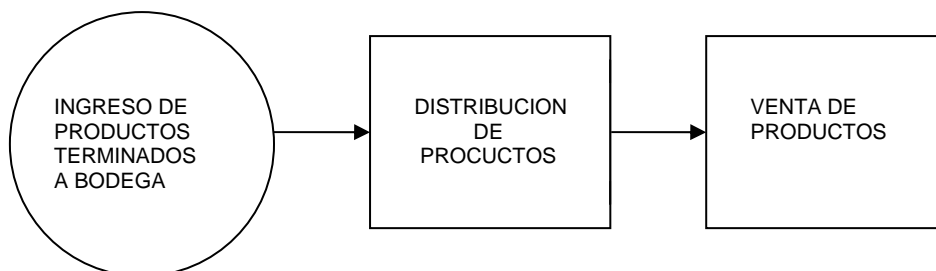 INGRESO DE
PRODUCTOS
TERMINADOS
A BODEGA
DISTRIBUCION
DE
PROCUCTOS
VENTA DE
PRODUCTOS